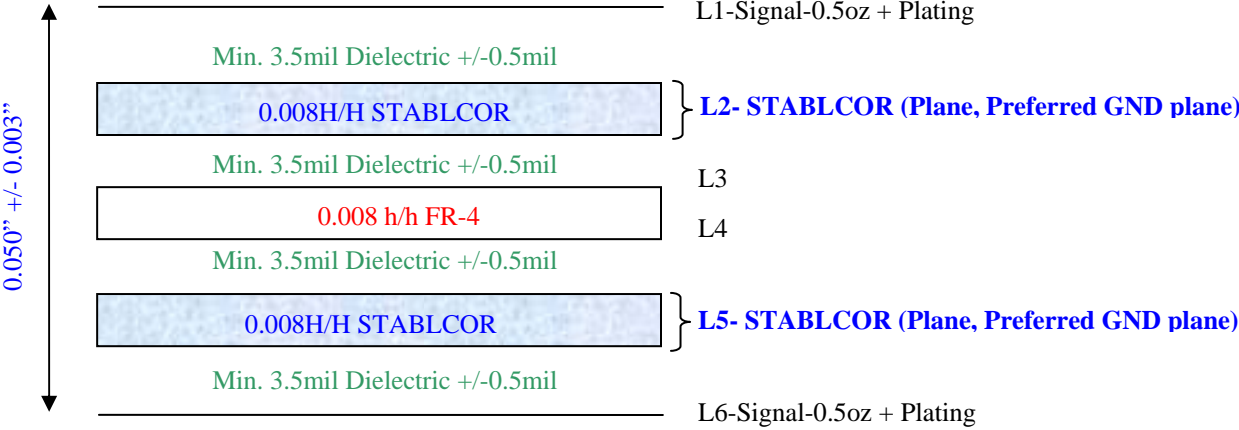 L1-Signal-0.5oz + Plating
Min. 3.5mil Dielectric +/-0.5mil
0.008H/H STABLCOR
L2- STABLCOR (Plane, Preferred GND plane)
Min. 3.5mil Dielectric +/-0.5mil
L3
0.008 h/h FR-4
L4
0.050” +/- 0.003”
Min. 3.5mil Dielectric +/-0.5mil
0.008H/H STABLCOR
L5- STABLCOR (Plane, Preferred GND plane)
Min. 3.5mil Dielectric +/-0.5mil
L6-Signal-0.5oz + Plating